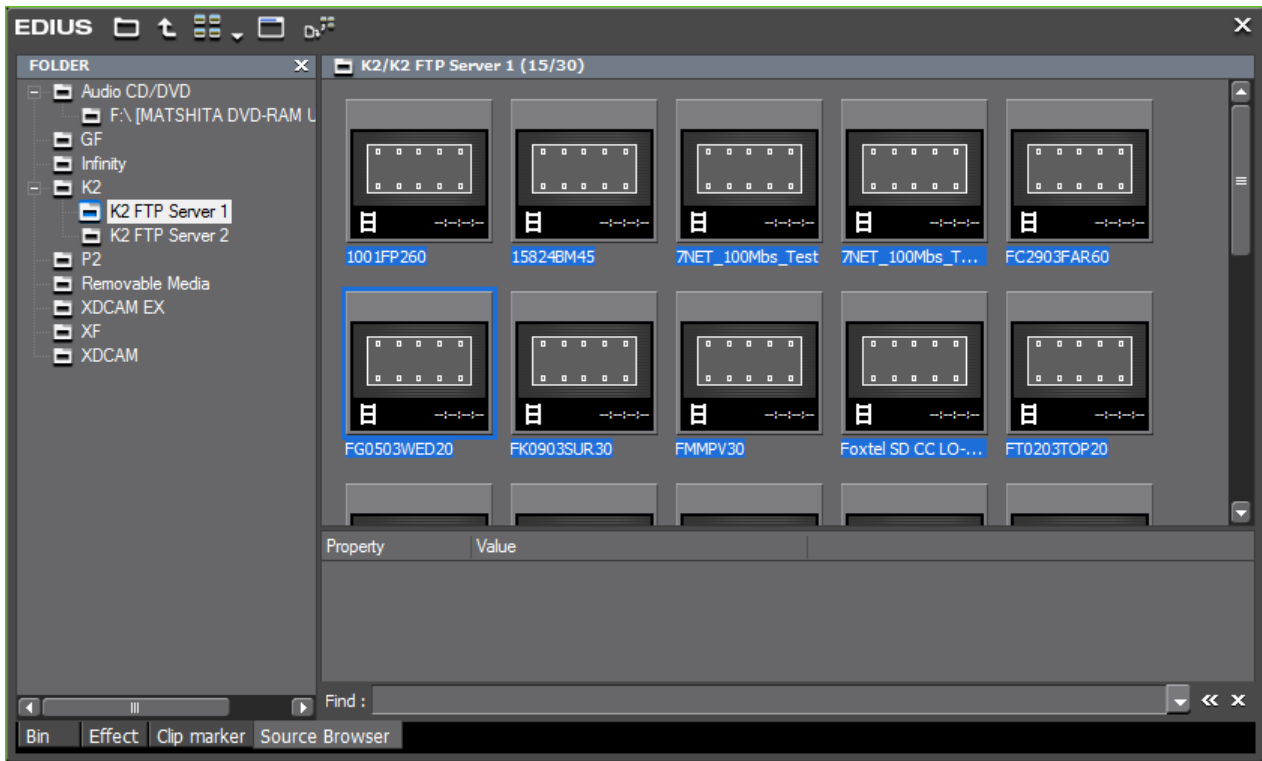 EDIUS
FOLDER
Audio CD/DVD
F:\ [MATSHITA DVD-RAM U
GF
Infinity
K2
K2 FTP Server 1
K2 FTP Server 2
P2
Removable Media
XDCAM EX
XF
XDCAM
K2/K2 FTP Server 1 (15/30)
--:--:--:-- --:--:--:-- --:--:--:-- --:--:--:-- --:--:--:--
1001FP260 15824BM45 7NET_100Mbs_Test 7NET_100Mbs_T... FC2903FAR60
--:--:--:-- --:--:--:-- --:--:--:-- --:--:--:-- --:--:--:--
FG0503WED20 FK0903SUR30 FMMPV30 Foxtel SD CC LO-... FT0203TOP20
Property Value
Find :
Bin Effect Clip marker Source Browser